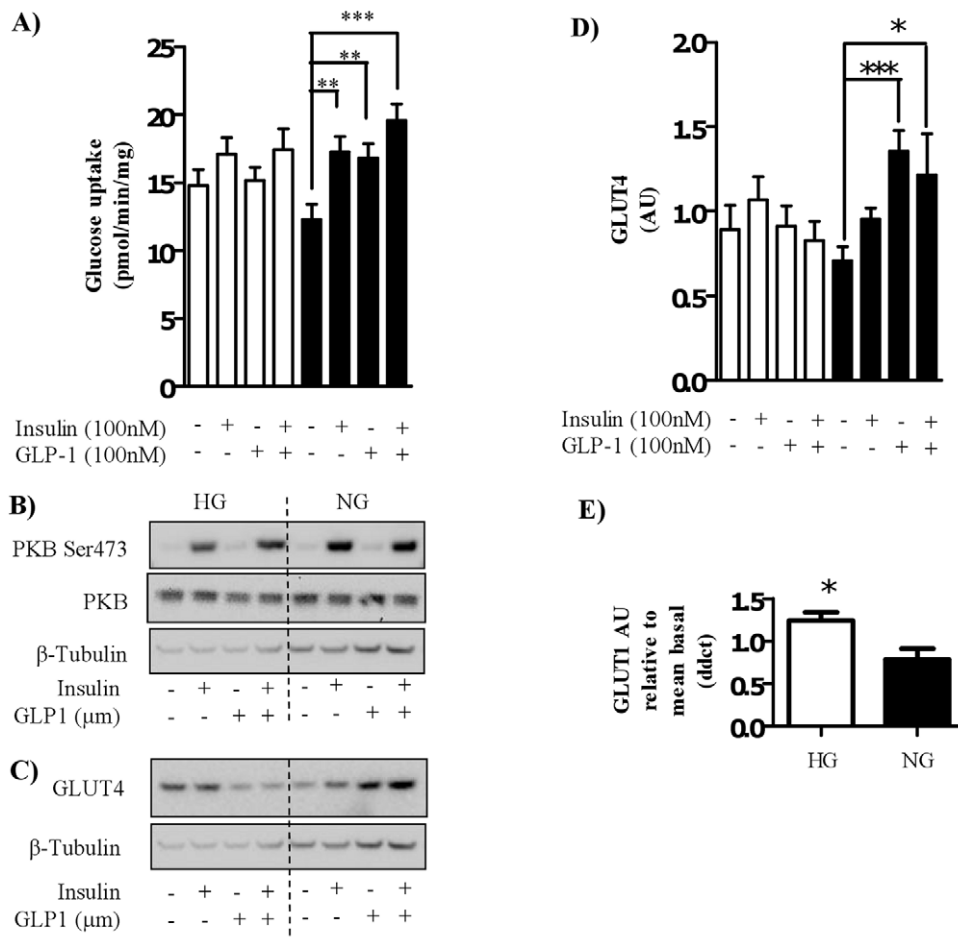 A)
***
**
**
25
20
15
10
5
0
Glucose uptake
(pmol/min/mg)
Insulin (100nM) - + - + - + - +
GLP-1 (100nM) - - + + - - + +
B)
HG NG
PKB Ser473
PKB
β-Tubulin
Insulin - + - + - + - +
GLP1 (μm) - - + + - - + +
C)
GLUT4
β-Tubulin
Insulin - + - + - + - +
GLP1 (μm) - - + + - - + +
D)
*
***
2.0
1.5
1.0
0.5
0.0
GLUT4
(AU)
Insulin (100nM) - + - + - + - +
GLP-1 (100nM) - - + + - - + +
E)
*
1.5
1.0
0.5
0.0
GLUT1 AU
relative to
mean basal
(ddct)
HG NG